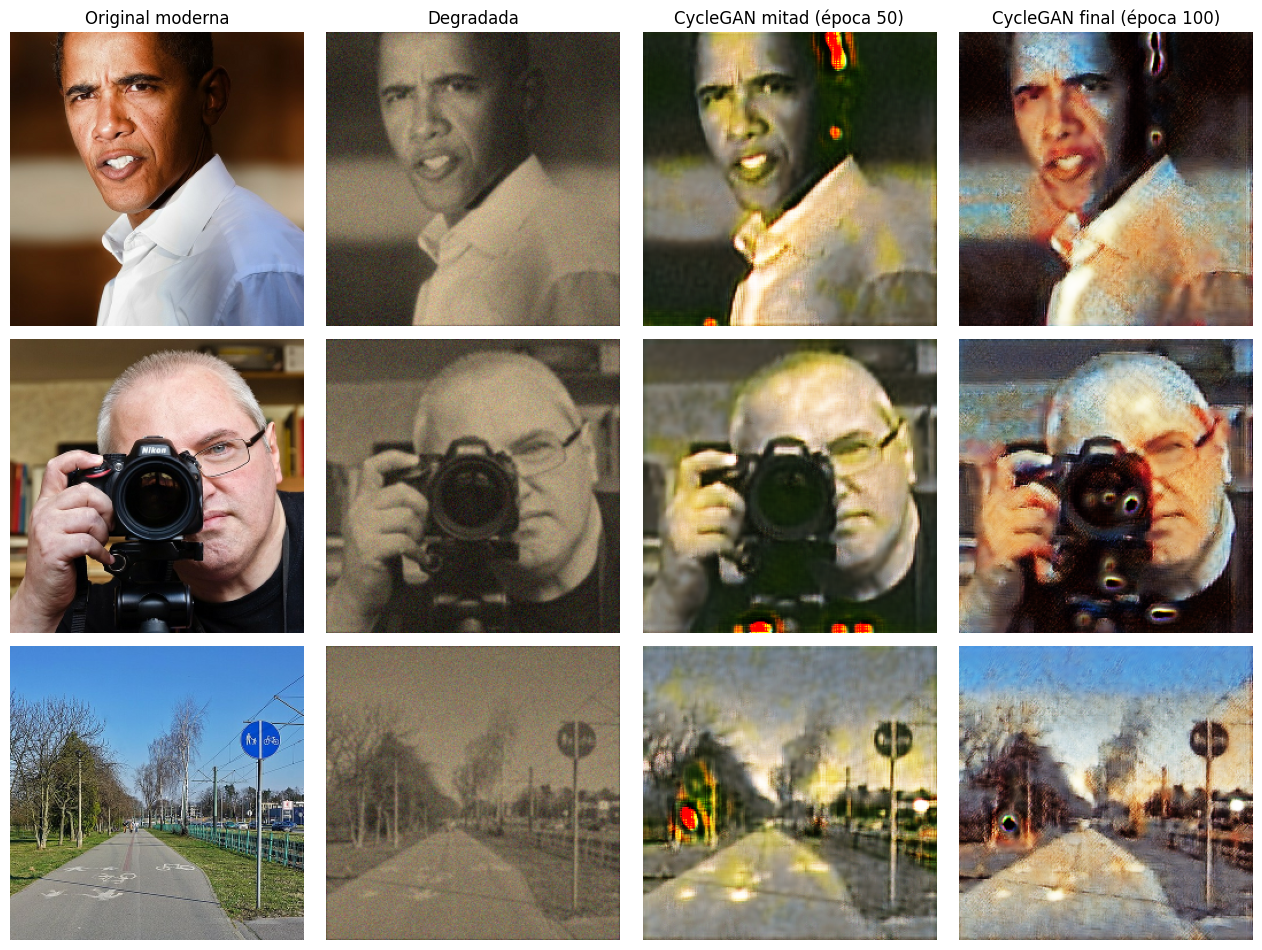 Original moderna
Degradada
CycleGAN mitad (época 50)
CycleGAN final (época 100)
Nikon